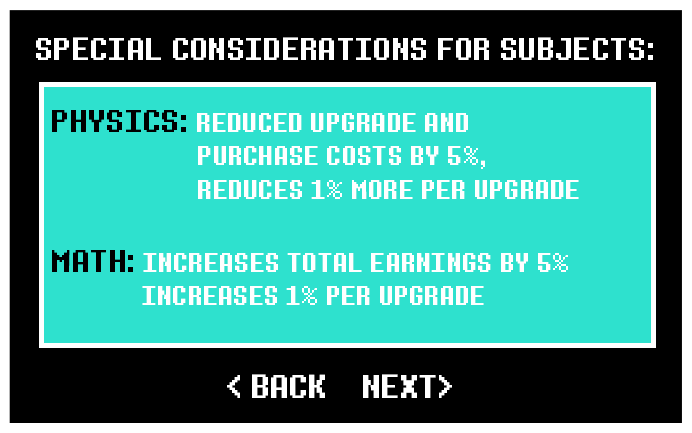 SPECIAL CONSIDERATIONS FOR SUBJECTS:
PHYSICS: REDUCED UPGRADE AND
PURCHASE COSTS BY 5%,
REDUCES 1% MORE PER UPGRADE
MATH: INCREASES TOTAL EARNINGS BY 5%
INCREASES 1% PER UPGRADE
< BACK NEXT>